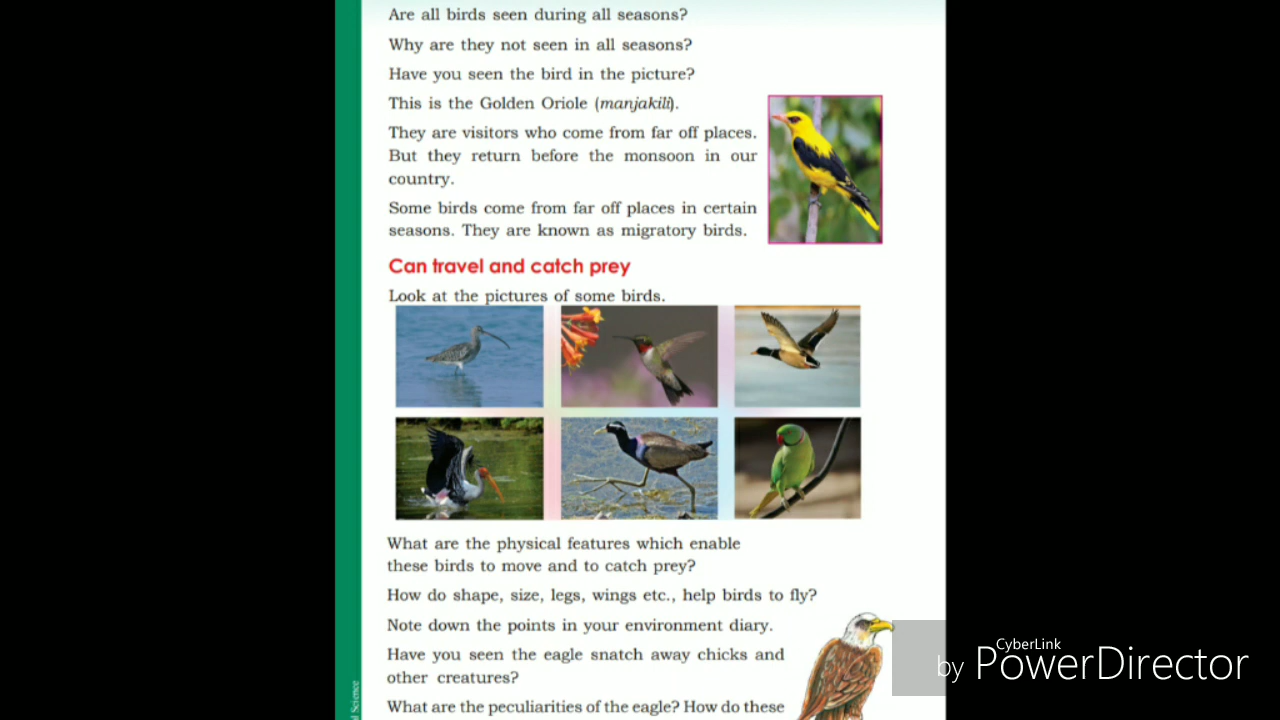 Are all birds seen during all seasons?
Why are they not seen in all seasons?
Have you seen the bird in the picture?
This is the Golden Oriole (manjakili).
They are visitors who come from far off places.
But they return before the monsoon in our
country.
Some birds come from far off places in certain
seasons. They are known as migratory birds.
Can travel and catch prey
Look at the pictures of some birds.
What are the physical features which enable
these birds to move and to catch prey?
How do shape, size, legs, wings etc., help birds to fly?
Note down the points in your environment diary.
Have you seen the eagle snatch away chicks and
other creatures?
What are the peculiarities of the eagle? How do these
Science
CyberLink
by PowerDirector